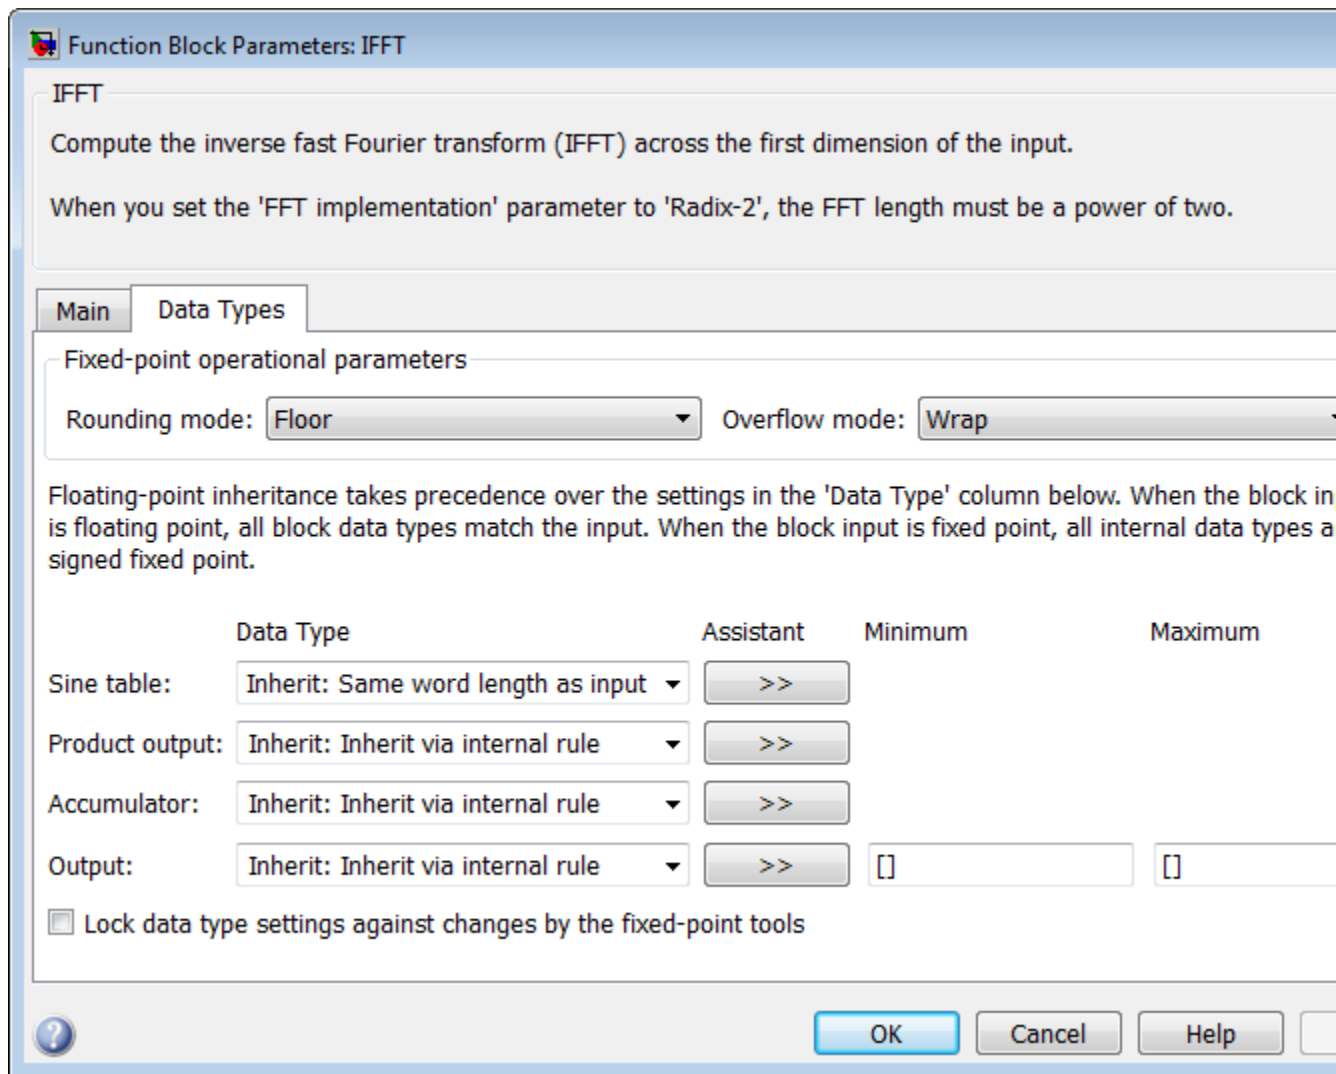 Function Block Parameters: IFFT
IFFT
Compute the inverse fast Fourier transform (IFFT) across the first dimension of the input.
When you set the 'FFT implementation' parameter to 'Radix-2', the FFT length must be a power of two.
Main Data Types
Fixed-point operational parameters
Rounding mode: Floor Overflow mode: Wrap
Floating-point inheritance takes precedence over the settings in the 'Data Type' column below. When the block in
is floating point, all block data types match the input. When the block input is fixed point, all internal data types a
signed fixed point.
Data Type Assistant Minimum Maximum
Sine table: Inherit: Same word length as input >>
Product output: Inherit: Inherit via internal rule >>
Accumulator: Inherit: Inherit via internal rule >>
Output: Inherit: Inherit via internal rule >> [] []
Lock data type settings against changes by the fixed-point tools
? OK Cancel Help